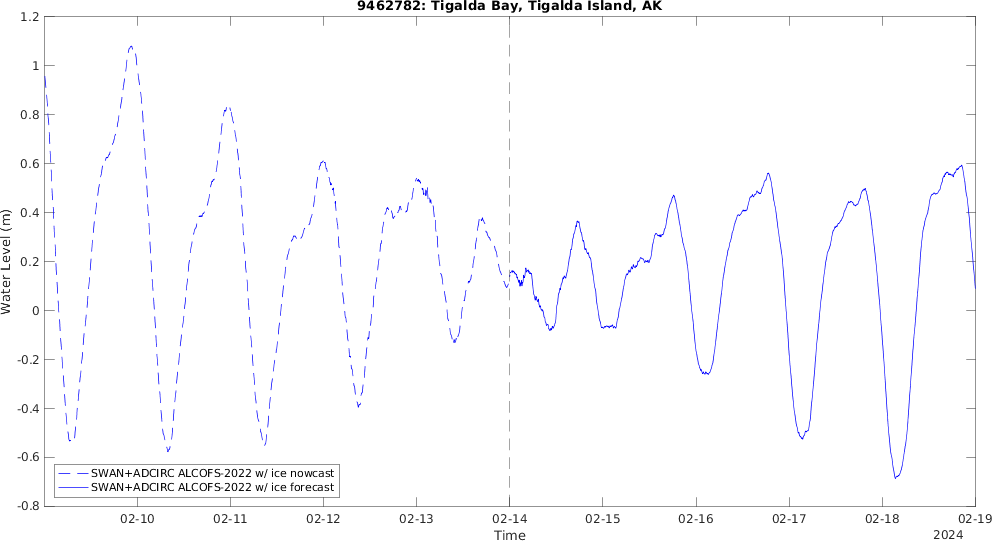 9462782: Tigalda Bay, Tigalda Island, AK
1.2
1
0.8
0.6
0.4
0.2
0
-0.2
-0.4
-0.6
-0.8
Water Level (m)
SWAN+ADCIRC ALCOFS-2022 w/ ice nowcast
SWAN+ADCIRC ALCOFS-2022 w/ ice forecast
02-10 02-11 02-12 02-13 02-14 02-15 02-16 02-17 02-18 02-19
Time
2024